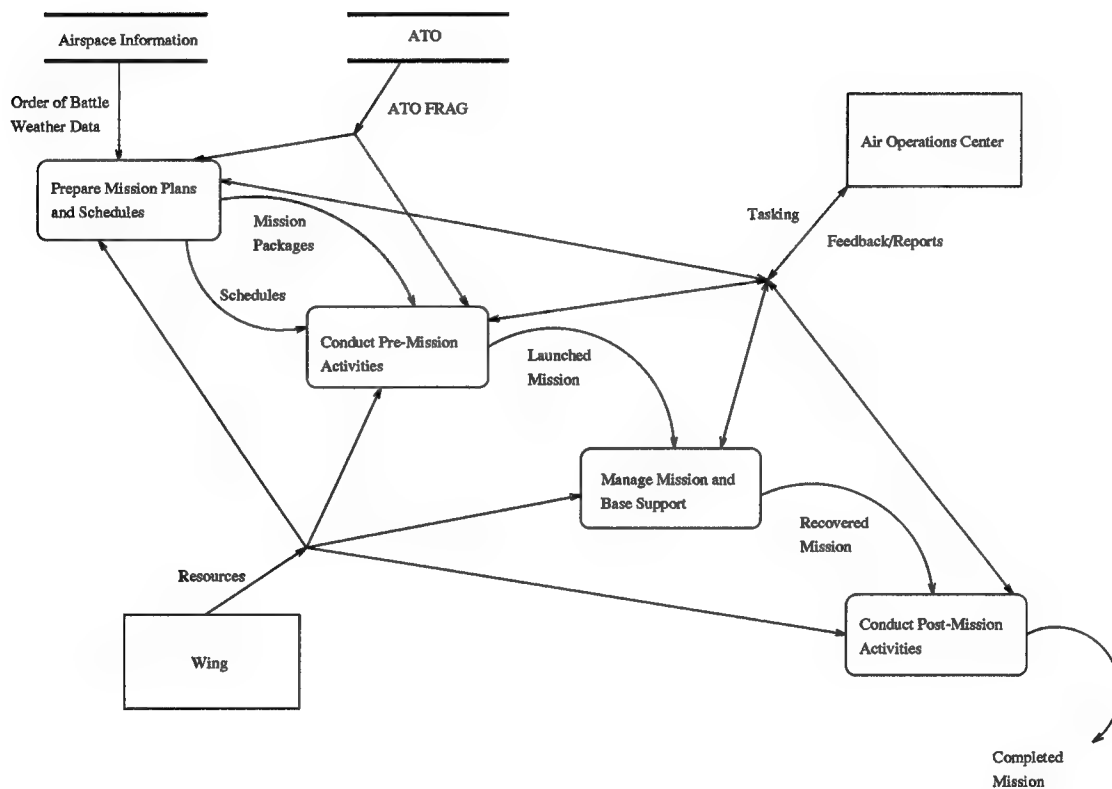 Airspace Information
ATO
Order of Battle
Weather Data
ATO FRAG
Air Operations Center
Prepare Mission Plans
and Schedules
Mission
Packages
Tasking
Feedback/Reports
Schedules
Conduct Pre-Mission
Activities
Launched
Mission
Manage Mission and
Base Support
Recovered
Mission
Resources
Wing
Conduct Post-Mission
Activities
Completed
Mission